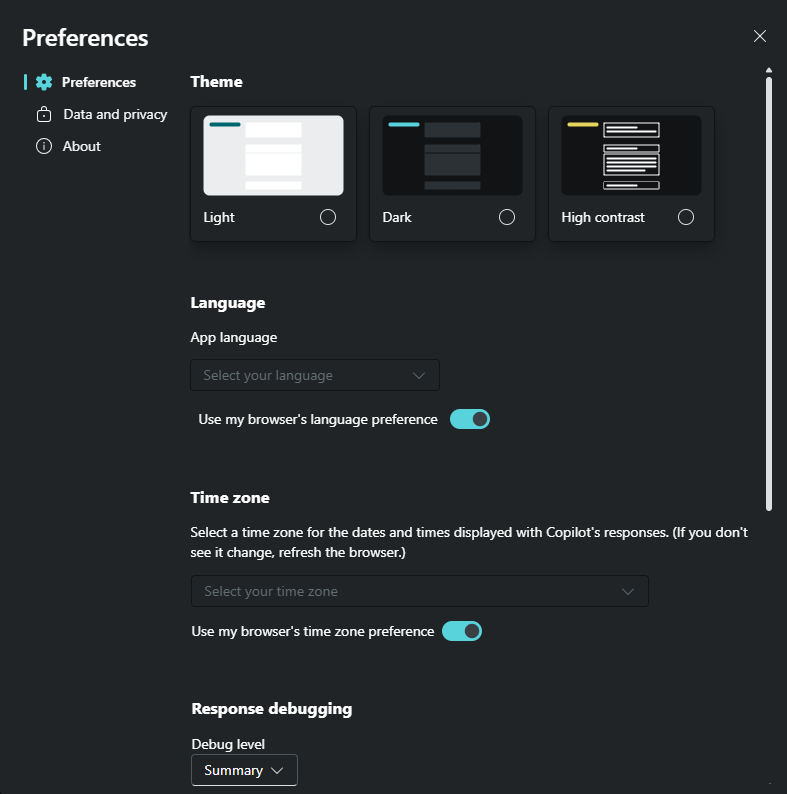 Preferences
Preferences
Data and privacy
About
Theme
Light
Dark
High contrast
Language
App language
Select your language
Use my browser's language preference
Time zone
Select a time zone for the dates and times displayed with Copilot's responses. (If you don't
see it change, refresh the browser.)
Select your time zone
Use my browser's time zone preference
Response debugging
Debug level
Summary